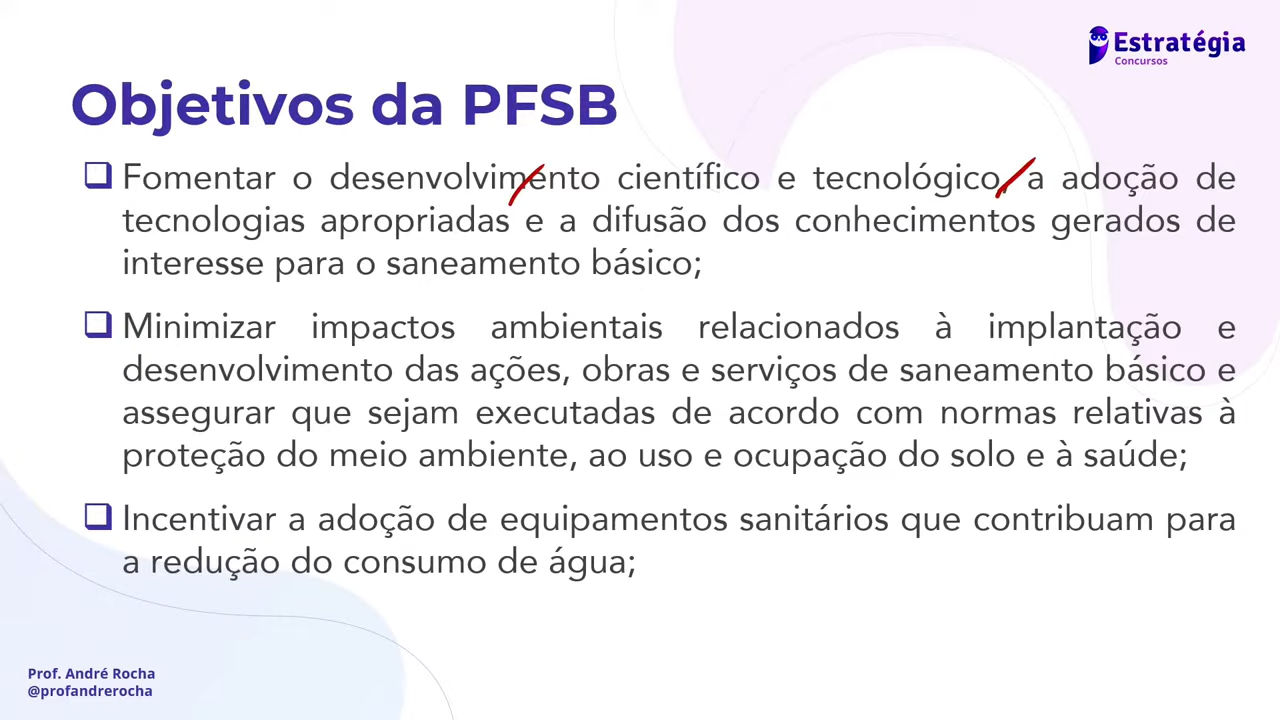 Estratégia
Concursos
Objetivos da PFSB
Fomentar o desenvolvimento científico e tecnológico, a adoção de
tecnologias apropriadas e a difusão dos conhecimentos gerados de
interesse para o saneamento básico;
Minimizar impactos ambientais relacionados à implantação e
desenvolvimento das ações, obras e serviços de saneamento básico e
assegurar que sejam executadas de acordo com normas relativas à
proteção do meio ambiente, ao uso e ocupação do solo e à saúde;
Incentivar a adoção de equipamentos sanitários que contribuam para
a redução do consumo de água;
Prof. André Rocha
@profandrerocha